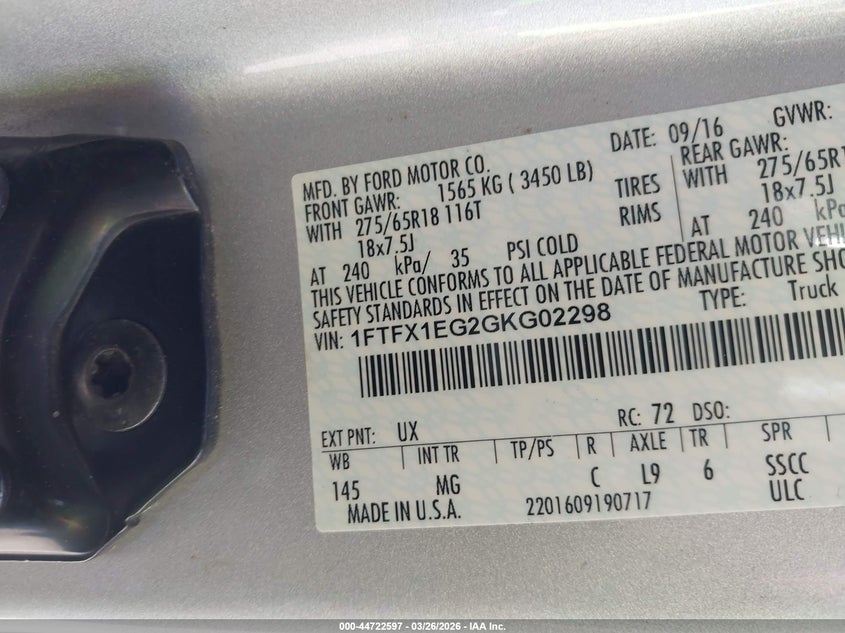 DATE: 09/16 GVWR:
MFD. BY FORD MOTOR CO.
FRONT GAWR: 1565 KG ( 3450 LB) REAR GAWR:
WITH 275/65R18 116T TIRES WITH 275/65R1
18x7.5J RIMS 18x7.5J
AT 240 kPa/ 35 PSI COLD AT 240 kPa
THIS VEHICLE CONFORMS TO ALL APPLICABLE FEDERAL MOTOR VEHI
SAFETY STANDARDS IN EFFECT ON THE DATE OF MANUFACTURE SHO
VIN: 1FTFX1EG2GKG02298 TYPE: Truck
EXT PNT: UX RC: 72 DSO:
WB INT TR TP/PS R AXLE TR SPR
145 MG C L9 6 SSCC
MADE IN U.S.A. 2201609190717 ULC
000-44722597 - 03/26/2026 - IAA Inc.